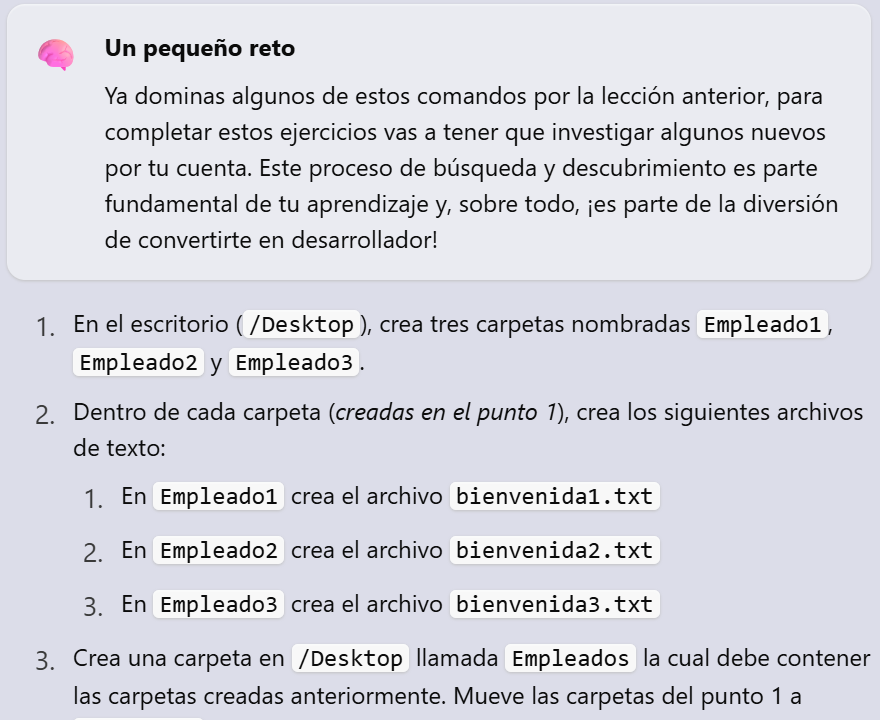 Un pequeño reto
Ya dominas algunos de estos comandos por la lección anterior, para
completar estos ejercicios vas a tener que investigar algunos nuevos
por tu cuenta. Este proceso de búsqueda y descubrimiento es parte
fundamental de tu aprendizaje y, sobre todo, ¡es parte de la diversión
de convertirte en desarrollador!
1. En el escritorio (/Desktop), crea tres carpetas nombradas Empleado1,
Empleado2 y Empleado3.
2. Dentro de cada carpeta (creadas en el punto 1), crea los siguientes archivos
de texto:
1. En Empleado1 crea el archivo bienvenida1.txt
2. En Empleado2 crea el archivo bienvenida2.txt
3. En Empleado3 crea el archivo bienvenida3.txt
3. Crea una carpeta en /Desktop llamada Empleados la cual debe contener
las carpetas creadas anteriormente. Mueve las carpetas del punto 1 a